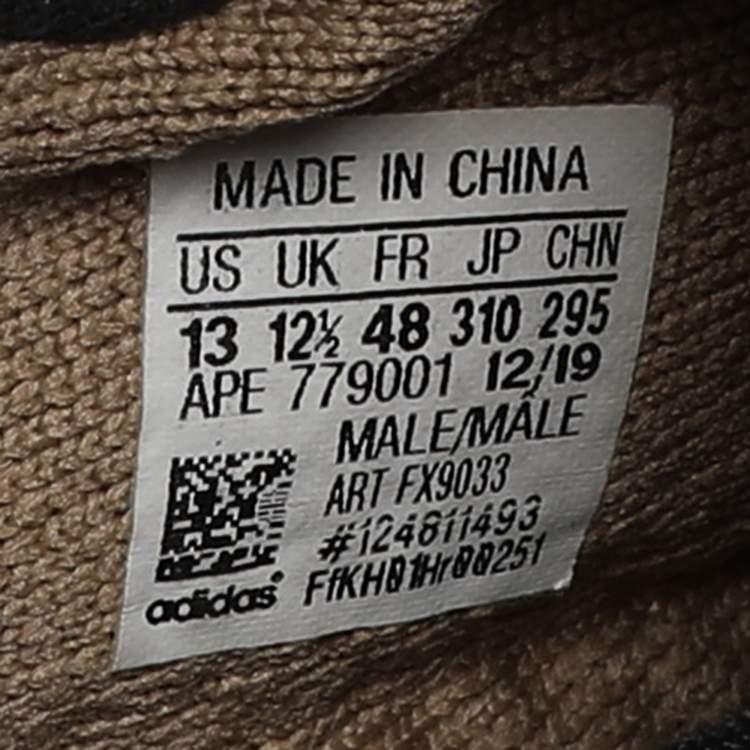 MADE IN CHINA
US UK FR JP CHN
13 12½ 48 310 295
APE 779001 12/19
MALE/MÂLE
ART FX9033
#124811493
adidas®